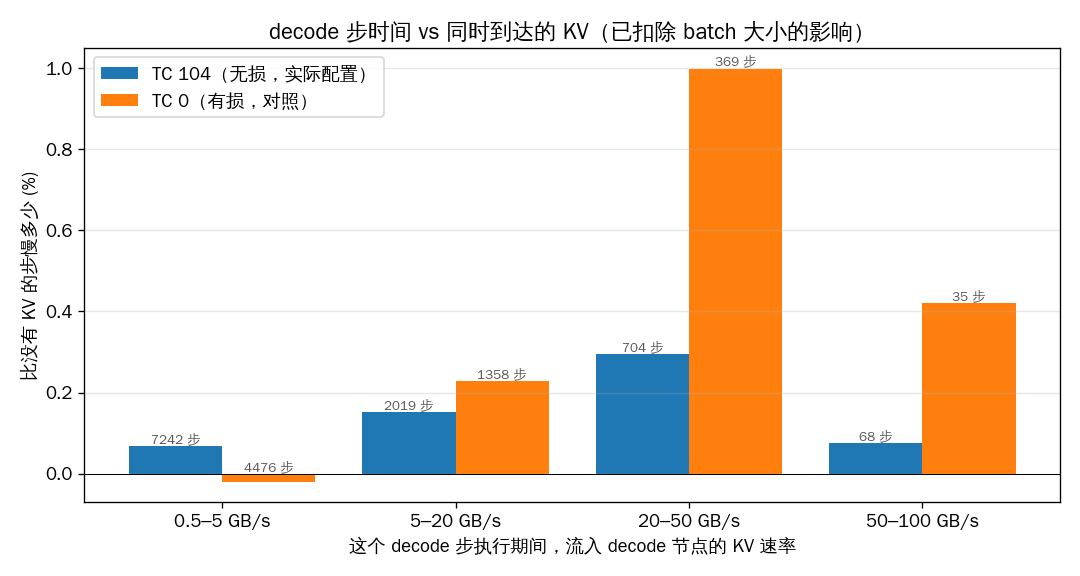 decode 步时间 vs 同时到达的 KV（已扣除 batch 大小的影响）
TC 104（无损，实际配置）
TC 0（有损，对照）
比没有 KV 的步慢多少 (%)
1.0
0.8
0.6
0.4
0.2
0.0
7242 步
4476 步
2019 步
1358 步
704 步
369 步
68 步
35 步
0.5–5 GB/s
5–20 GB/s
20–50 GB/s
50–100 GB/s
这个 decode 步执行期间，流入 decode 节点的 KV 速率